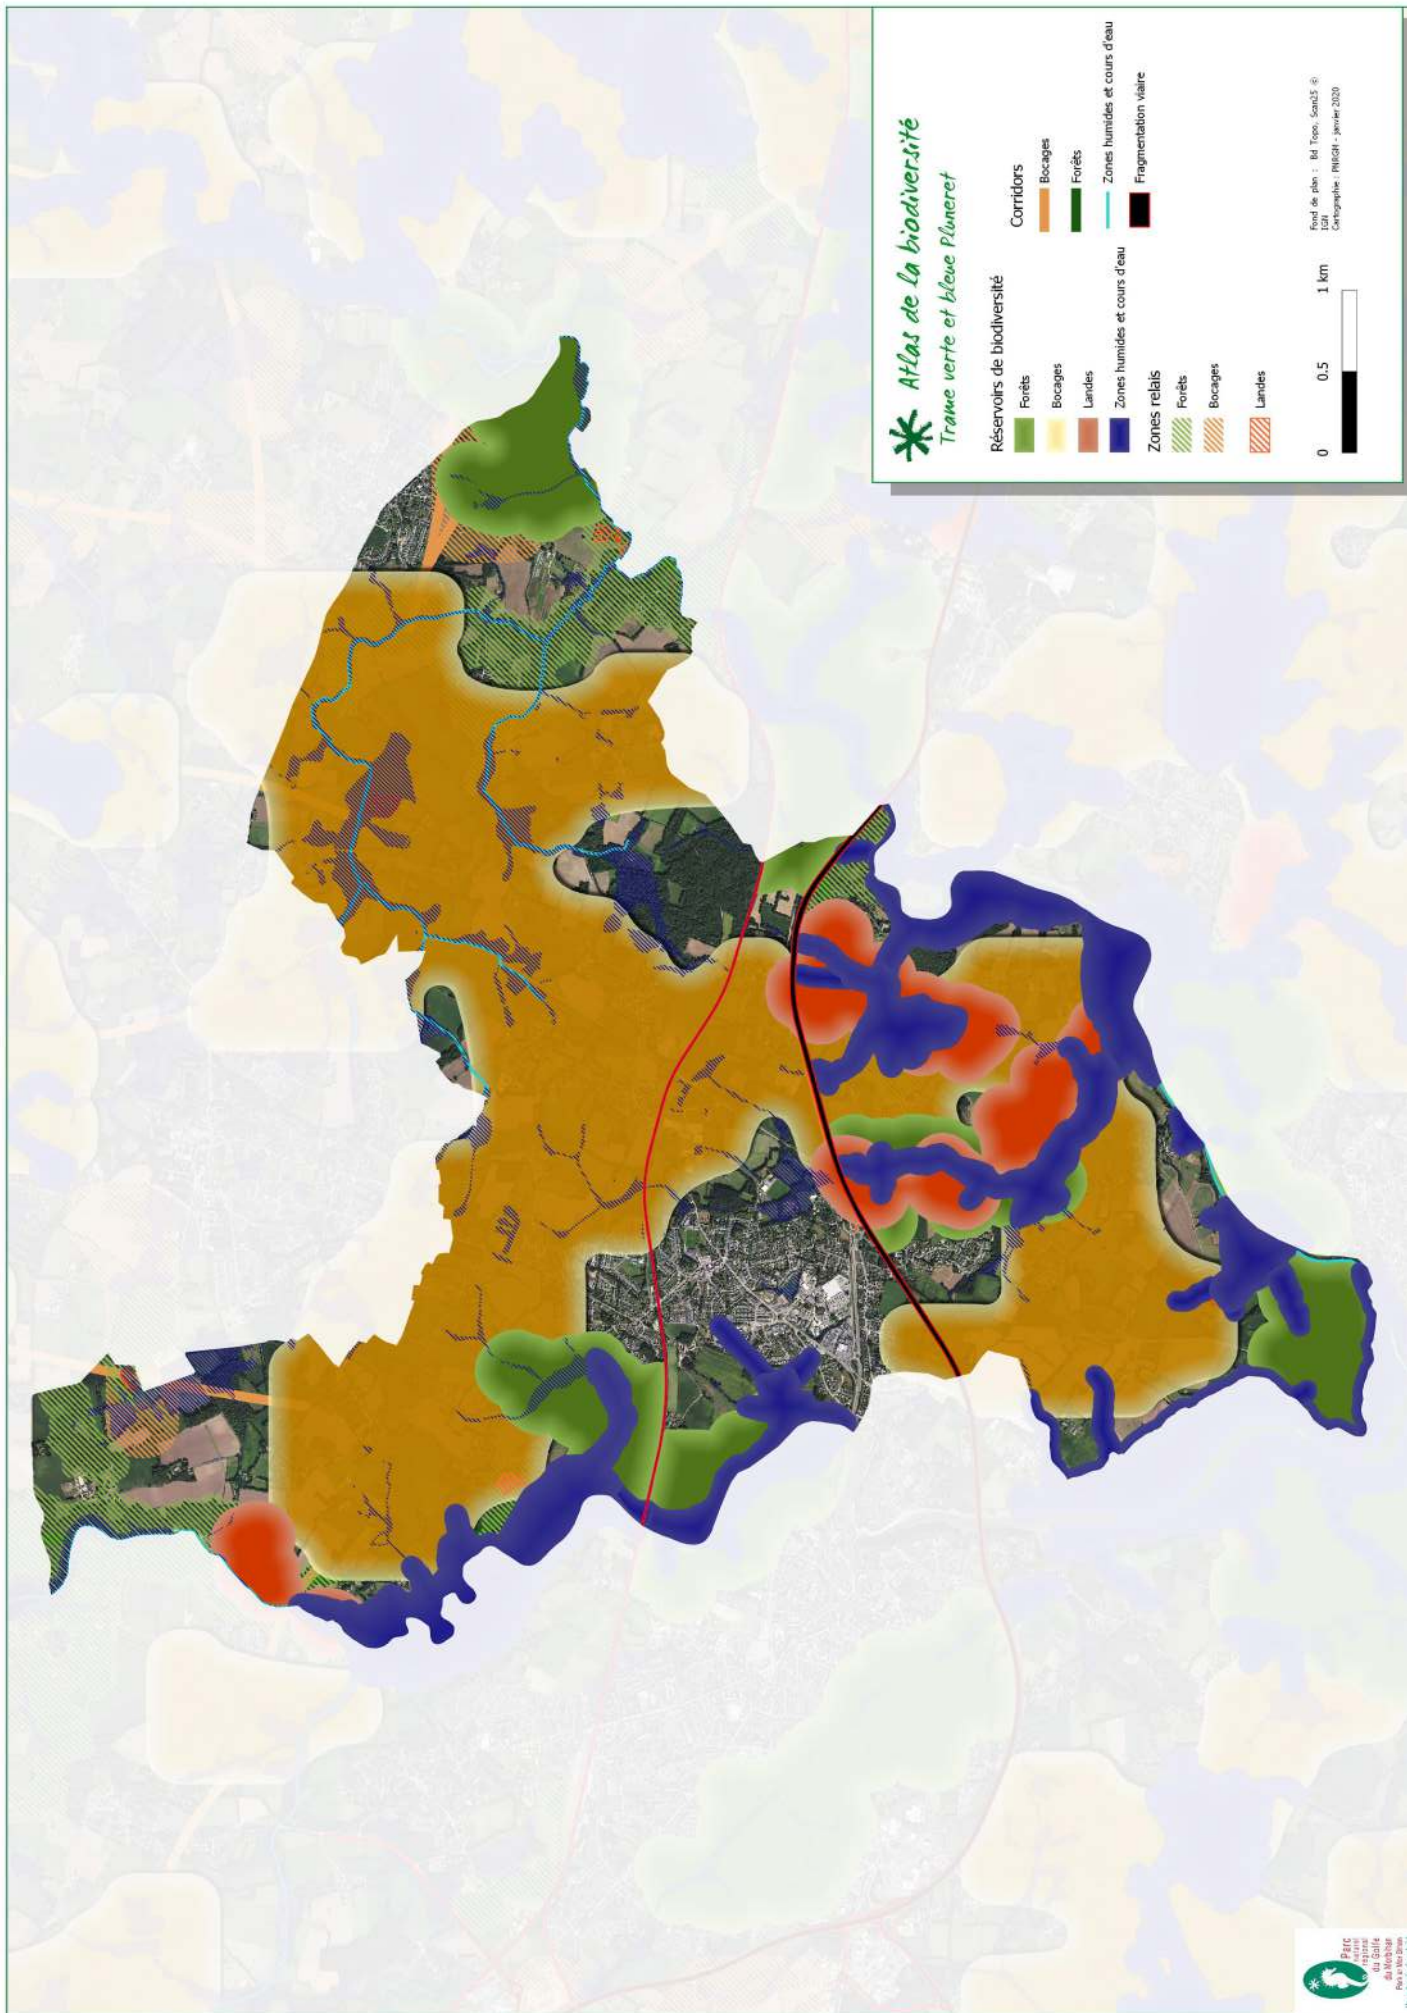 Atlas de la biodiversité
Trame verte et bleue Pluneret
Réservoirs de biodiversité
Forêts
Bocages
Landes
Zones humides et cours d'eau
Zones relais
Forêts
Bocages
Landes
Corridors
Bocages
Forêts
Zones humides et cours d'eau
Fragmentation viaire
0 0.5 1 km
Fond de plan : Bd Topo, Scan25 ©
IGN
Cartographie : PNRGM - janvier 2020
Parc
naturel
régional
du Golfe
du Morbihan